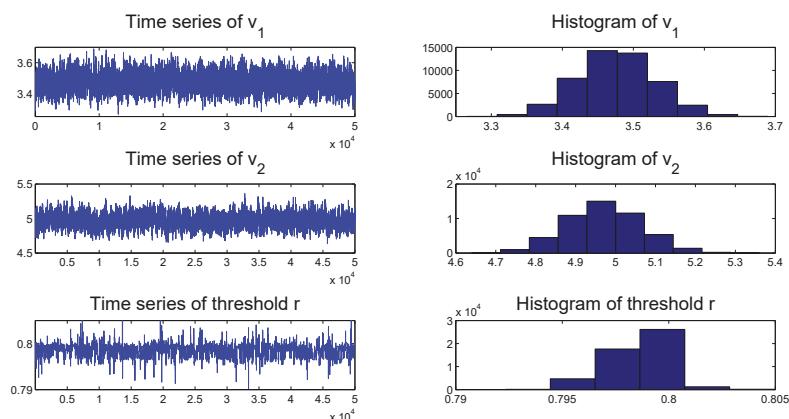 Time series of v1
3.6
3.4
0 1 2 3 4 5
x 10^4
Histogram of v1
15000
10000
5000
0
3.3 3.4 3.5 3.6 3.7
Time series of v2
5.5
5
4.5
0.5 1 1.5 2 2.5 3 3.5 4 4.5 5
x 10^4
Histogram of v2
x 10^4
2
1
0
4.6 4.7 4.8 4.9 5 5.1 5.2 5.3 5.4
Time series of threshold r
0.8
0.79
0.5 1 1.5 2 2.5 3 3.5 4 4.5 5
x 10^4
Histogram of threshold r
x 10^4
3
2
1
0
0.79 0.795 0.8 0.805